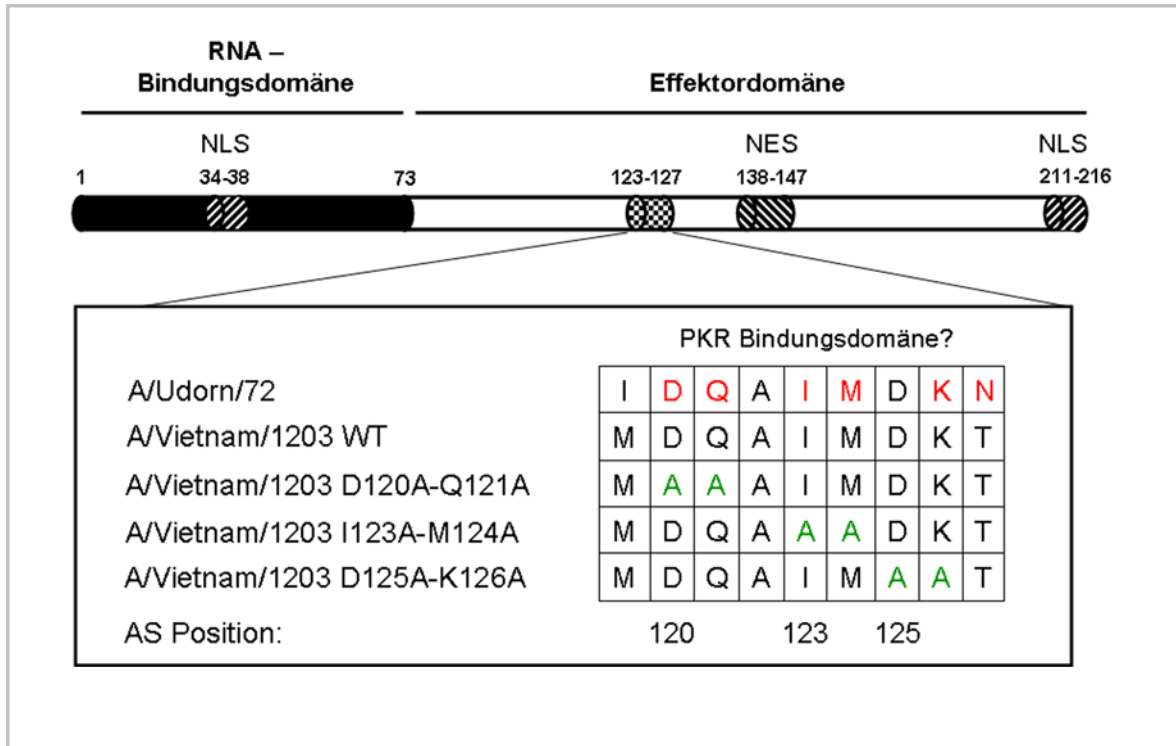 RNA –
Bindungsdomäne
Effektordomäne
NLS
NES
NLS
1
34-38
73
123-127
138-147
211-216
PKR Bindungsdomäne?
A/Udorn/72 I D Q A I M D K N
A/Vietnam/1203 WT M D Q A I M D K T
A/Vietnam/1203 D120A-Q121A M A A A I M D K T
A/Vietnam/1203 I123A-M124A M D Q A A A D K T
A/Vietnam/1203 D125A-K126A M D Q A I M A A T
AS Position: 120 123 125